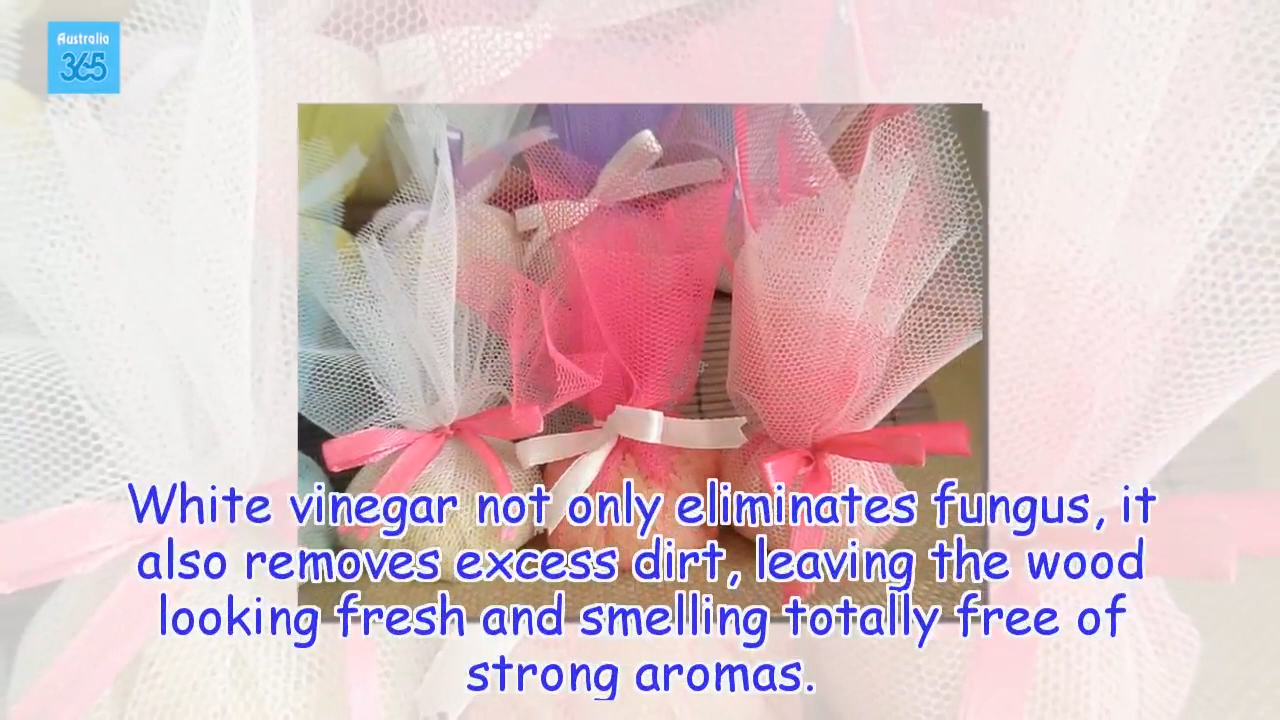 Australia
365
White vinegar not only eliminates fungus, it
also removes excess dirt, leaving the wood
looking fresh and smelling totally free of
strong aromas.